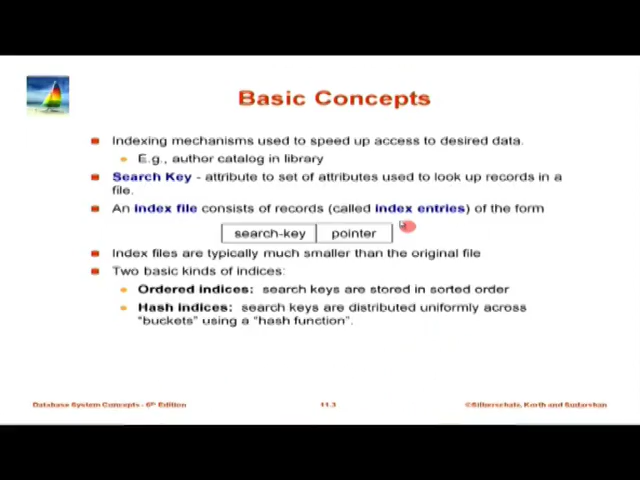 Basic Concepts
Indexing mechanisms used to speed up access to desired data.
E.g., author catalog in library
Search Key - attribute to set of attributes used to look up records in a
file.
An index file consists of records (called index entries) of the form
search-key pointer
Index files are typically much smaller than the original file
Two basic kinds of indices:
Ordered indices: search keys are stored in sorted order
Hash indices: search keys are distributed uniformly across
"buckets" using a "hash function".
Database System Concepts - 6th Edition 11.3 ©Silberschatz, Korth and Sudarshan